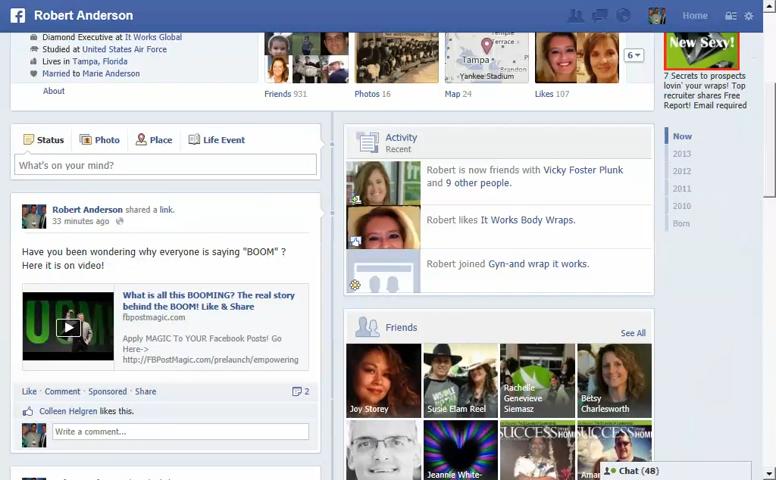 Robert Anderson
Home
Diamond Executive at It Works Global
Studied at United States Air Force
Lives in Tampa, Florida
Married to Marie Anderson
About
Friends 931
Photos 16
Tampa
Yankee Stadium
Map 24
Likes 107
6
New Sexy!
7 Secrets to prospects
lovin' your wraps! Top
recruiter shares Free
Report! Email required
Now
2013
2012
2011
2010
Born
Status
Photo
Place
Life Event
What's on your mind?
Robert Anderson shared a link.
33 minutes ago
Have you been wondering why everyone is saying "BOOM" ?
Here it is on video!
What is all this BOOMING? The real story
behind the BOOM! Like & Share
fbpostmagic.com
Apply MAGIC To YOUR Facebook Posts! Go
Here->
http://FBPostMagic.com/prelaunch/empowering
Like · Comment · Sponsored · Share
2
Colleen Helgren likes this.
Write a comment...
Activity
Recent
Robert is now friends with Vicky Foster Plunk
and 9 other people.
Robert likes It Works Body Wraps.
Robert joined Gyn-and wrap it works.
Friends
See All
Joy Storey
Susie Elam Reel
Rachelle
Genevieve
Siemasz
Betsy
Charlesworth
Jeannie White-
SUCCESS
HOME
SUCCESS
HOM
Chat (48)